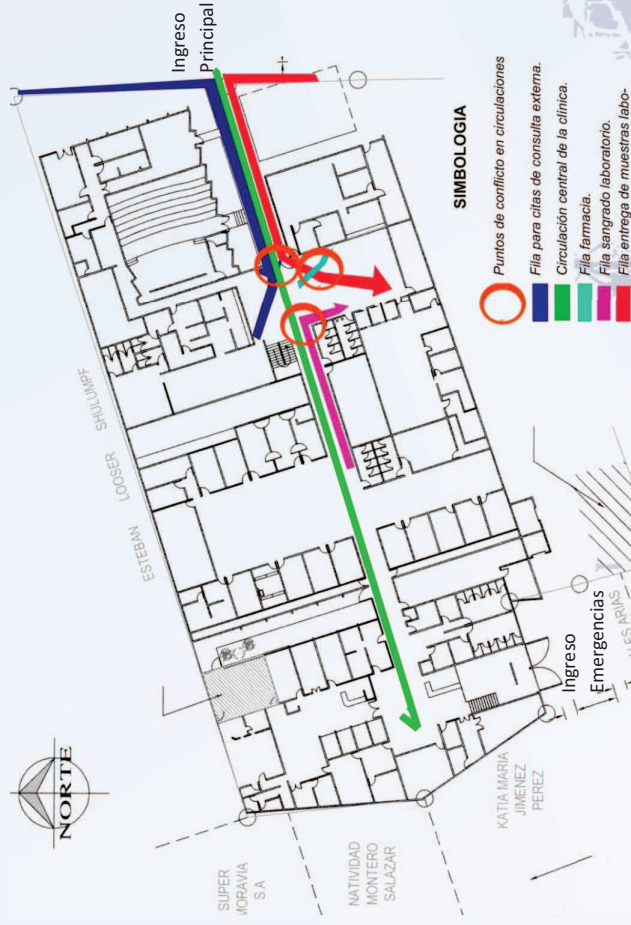 Ingreso
Principal
SIMBOLOGIA
Puntos de conflicto en circulaciones
Fila para citas de consulta externa.
Circulación central de la clínica.
Fila farmacia.
Fila sangrado laboratorio.
Fila entrega de muestras labo-
ESTEBAN LOOSER SHULUMPF
NORTE
SUPER
MORAVIA
S.A
NATIVIDAD
MONTERO
SALAZAR
KATIA MARIA
JIMENEZ
PEREZ
Ingreso
Emergencias
ARIAS